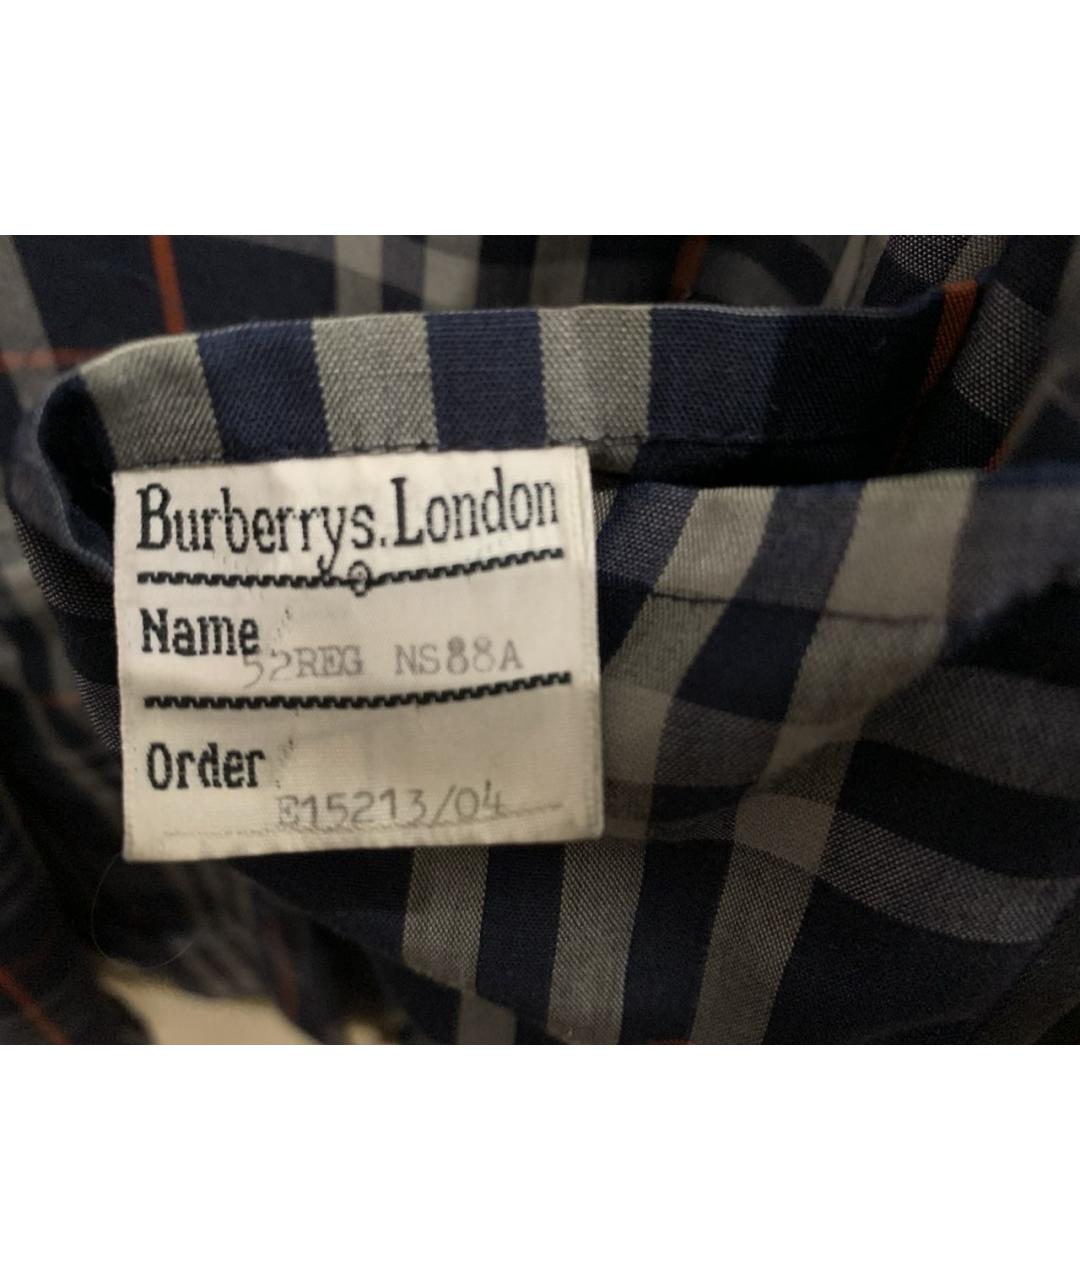 Burberrys.London
Name
52REG NS88A
Order
E15213/04